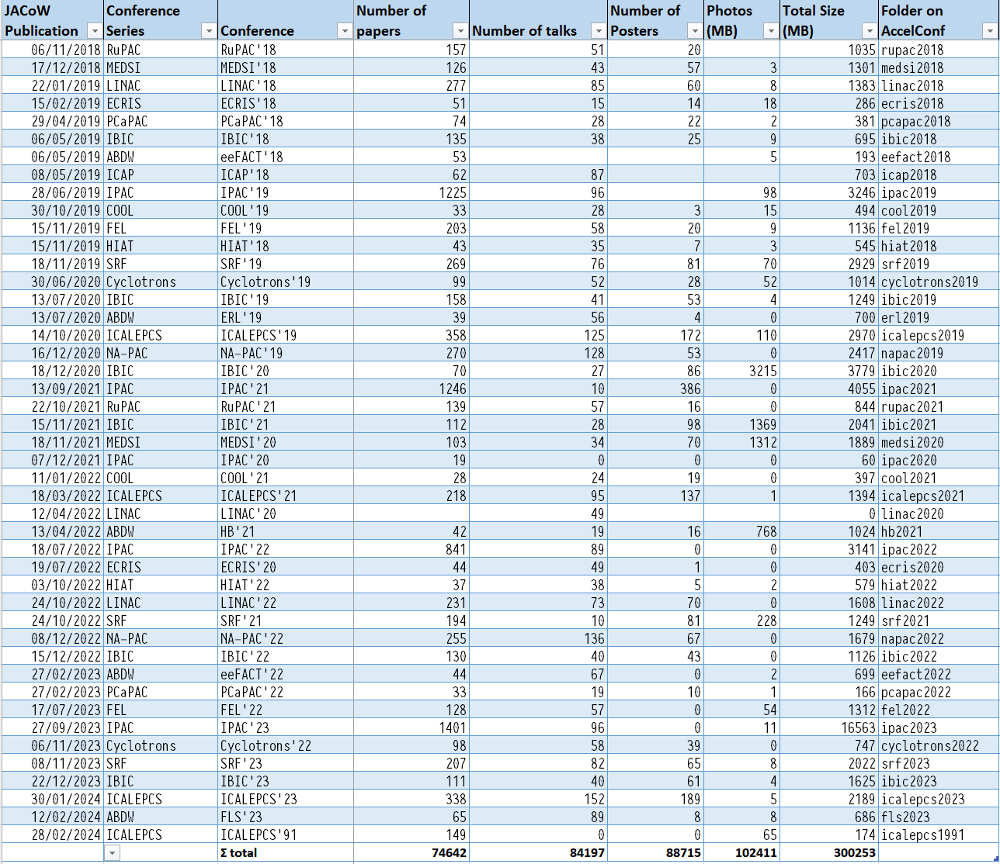 JACoW Publication Conference Series Conference Number of papers Number of talks Number of Posters Photos (MB) Total Size (MB) Folder on AccelConf
06/11/2018 RuPAC RuPAC'18 157 51 20 1035 rupac2018
17/12/2018 MEDSI MEDSI'18 126 43 57 3 1301 medsi2018
22/01/2019 LINAC LINAC'18 277 85 60 8 1383 linac2018
15/02/2019 ECRIS ECRIS'18 51 15 14 18 286 ecris2018
29/04/2019 PCaPAC PCaPAC'18 74 28 22 2 381 pcapac2018
06/05/2019 IBIC IBIC'18 135 38 25 9 695 ibic2018
06/05/2019 ABDW eeFACT'18 53 5 193 eefact2018
08/05/2019 ICAP ICAP'18 62 87 703 icap2018
28/06/2019 IPAC IPAC'19 1225 96 98 3246 ipac2019
30/10/2019 COOL COOL'19 33 28 3 15 494 cool2019
15/11/2019 FEL FEL'19 203 58 20 9 1136 fel2019
15/11/2019 HIAT HIAT'18 43 35 7 3 545 hiat2018
18/11/2019 SRF SRF'19 269 76 81 70 2929 srf2019
30/06/2020 Cyclotrons Cyclotrons'19 99 52 28 52 1014 cyclotrons2019
13/07/2020 IBIC IBIC'19 158 41 53 4 1249 ibic2019
13/07/2020 ABDW ERL'19 39 56 4 0 700 erl2019
14/10/2020 ICALEPCS ICALEPCS'19 358 125 172 110 2970 icalepcs2019
16/12/2020 NA-PAC NA-PAC'19 270 128 53 0 2417 napac2019
18/12/2020 IBIC IBIC'20 70 27 86 3215 3779 ibic2020
13/09/2021 IPAC IPAC'21 1246 10 386 0 4055 ipac2021
22/10/2021 RuPAC RuPAC'21 139 57 16 0 844 rupac2021
15/11/2021 IBIC IBIC'21 112 28 98 1369 2041 ibic2021
18/11/2021 MEDSI MEDSI'20 103 34 70 1312 1889 medsi2020
07/12/2021 IPAC IPAC'20 19 0 0 0 60 ipac2020
11/01/2022 COOL COOL'21 28 24 19 0 397 cool2021
18/03/2022 ICALEPCS ICALEPCS'21 218 95 137 1 1394 icalepcs2021
12/04/2022 LINAC LINAC'20 49 0 linac2020
13/04/2022 ABDW HB'21 42 19 16 768 1024 hb2021
18/07/2022 IPAC IPAC'22 841 89 0 0 3141 ipac2022
19/07/2022 ECRIS ECRIS'20 44 49 1 0 403 ecris2020
03/10/2022 HIAT HIAT'22 37 38 5 2 579 hiat2022
24/10/2022 LINAC LINAC'22 231 73 70 0 1608 linac2022
24/10/2022 SRF SRF'21 194 10 81 228 1249 srf2021
08/12/2022 NA-PAC NA-PAC'22 255 136 67 0 1679 napac2022
15/12/2022 IBIC IBIC'22 130 40 43 0 1126 ibic2022
27/02/2023 ABDW eeFACT'22 44 67 0 2 699 eefact2022
27/02/2023 PCaPAC PCaPAC'22 33 19 10 1 166 pcapac2022
17/07/2023 FEL FEL'22 128 57 0 54 1312 fel2022
27/09/2023 IPAC IPAC'23 1401 96 0 11 16563 ipac2023
06/11/2023 Cyclotrons Cyclotrons'22 98 58 39 0 747 cyclotrons2022
08/11/2023 SRF SRF'23 207 82 65 8 2022 srf2023
22/12/2023 IBIC IBIC'23 111 40 61 4 1625 ibic2023
30/01/2024 ICALEPCS ICALEPCS'23 338 152 189 5 2189 icalepcs2023
12/02/2024 ABDW FLS'23 65 89 8 8 686 fls2023
28/02/2024 ICALEPCS ICALEPCS'91 149 0 0 65 174 icalepcs1991
Σ total 74642 84197 88715 102411 300253